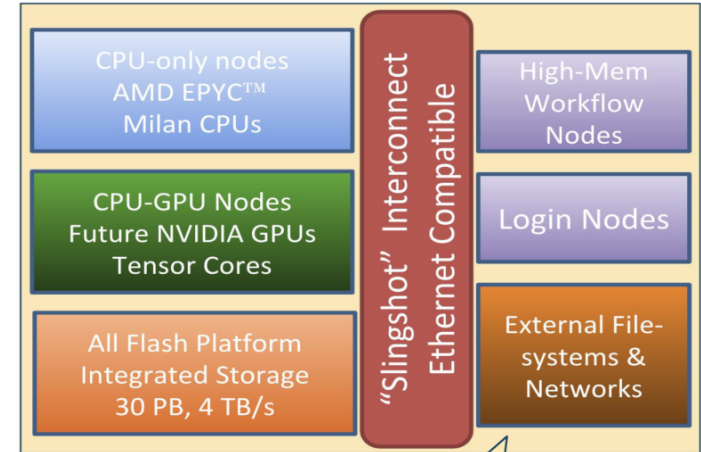 CPU-only nodes
AMD EPYC™
Milan CPUs
CPU-GPU Nodes
Future NVIDIA GPUs
Tensor Cores
All Flash Platform
Integrated Storage
30 PB, 4 TB/s
“Slingshot” Interconnect
Ethernet Compatible
High-Mem
Workflow
Nodes
Login Nodes
External File-
systems &
Networks